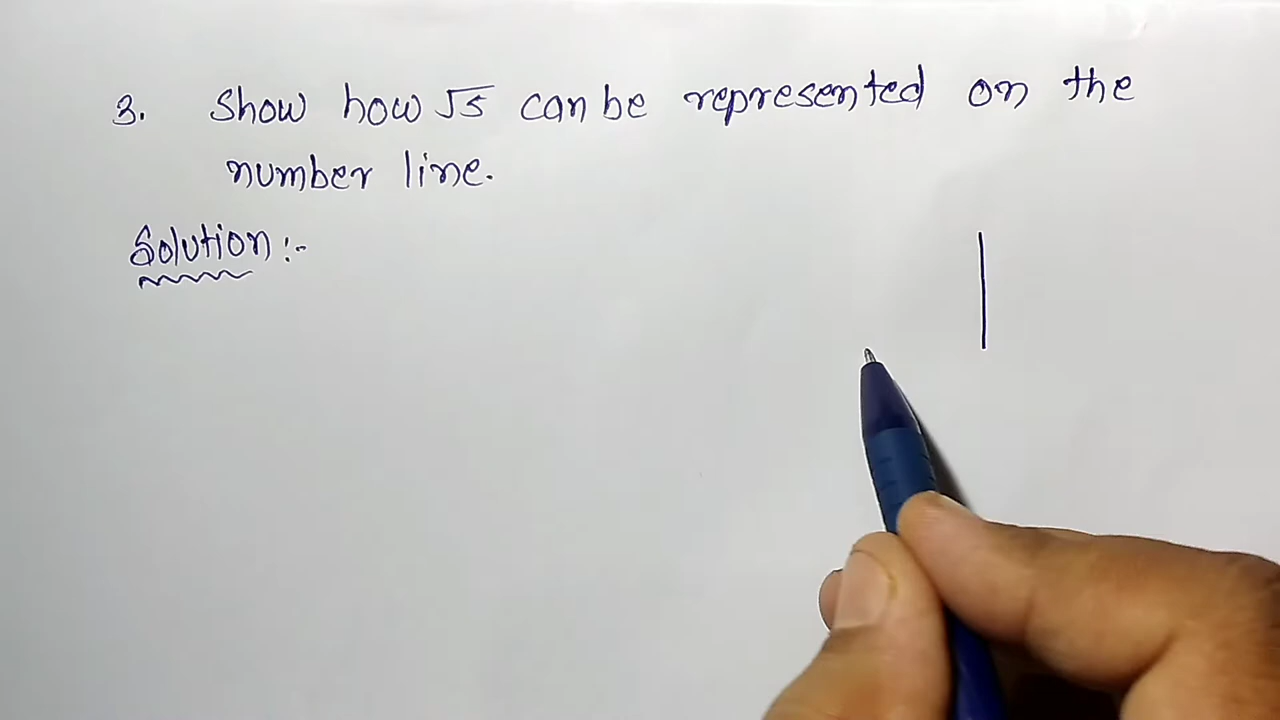 3. Show how √5 can be represented on the
number line.
Solution :-